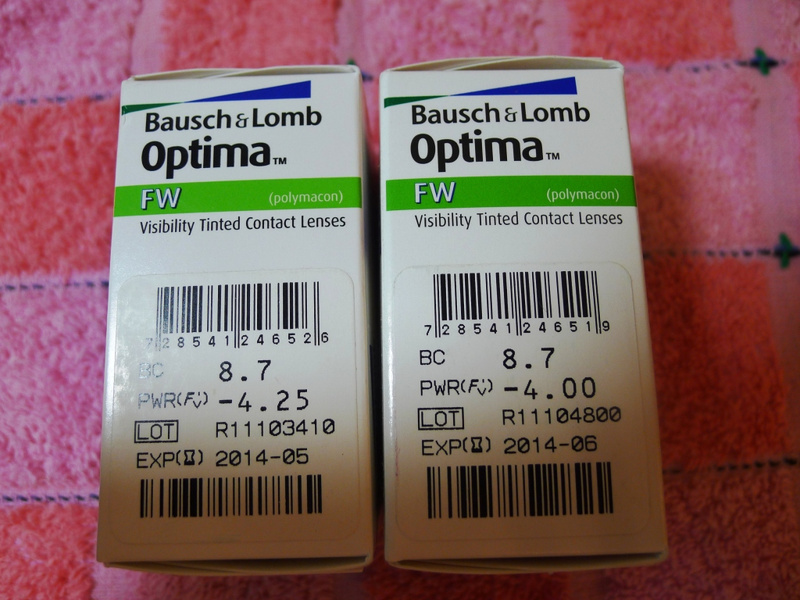 Bausch & Lomb
Optima™
FW (polymacon)
Visibility Tinted Contact Lenses
7 28541 24652 6
BC 8.7
PWR(Fv) -4.25
LOT R11103410
EXP 2014-05
Bausch & Lomb
Optima™
FW (polymacon)
Visibility Tinted Contact Lenses
7 28541 24651 9
BC 8.7
PWR(Fv) -4.00
LOT R11104800
EXP 2014-06